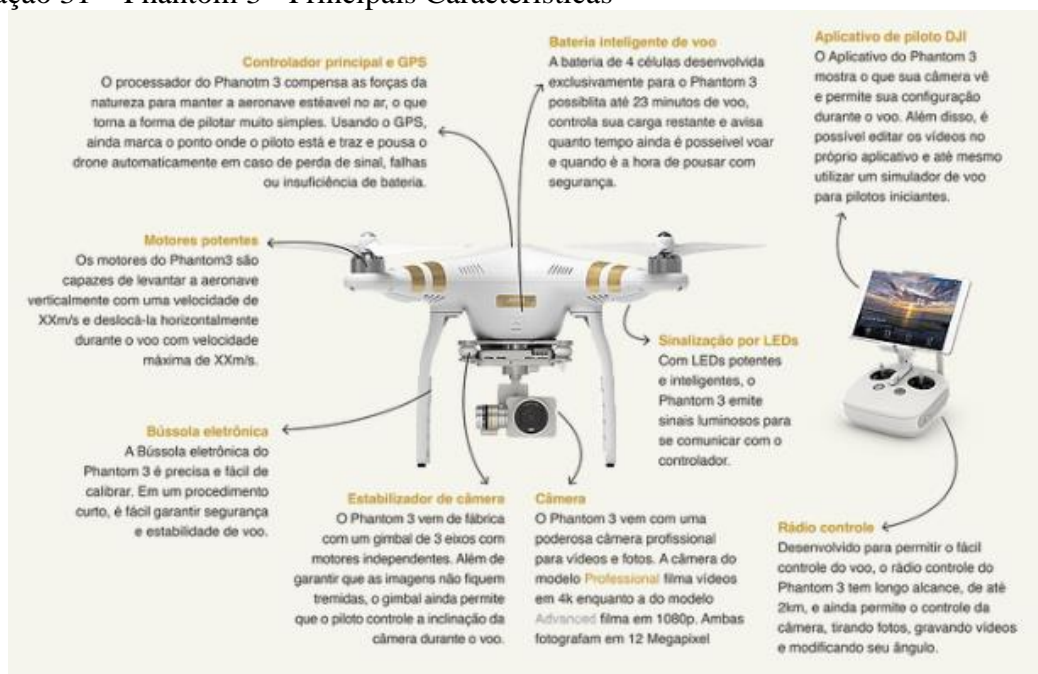 ação 31 – Phantom 3 - Principais Características
Controlador principal e GPS
O processador do Phanotm 3 compensa as forças da
natureza para manter a aeronave estéavel no ar, o que
torna a forma de pilotar muito simples. Usando o GPS,
ainda marca o ponto onde o piloto está e traz e pousa o
drone automaticamente em caso de perda de sinal, falhas
ou insuficiência de bateria.
Bateria inteligente de voo
A bateria de 4 células desenvolvida
exclusivamente para o Phantom 3
possiblita até 23 minutos de voo,
controla sua carga restante e avisa
quanto tempo ainda é posseivel voar
e quando é a hora de pousar com
segurança.
Aplicativo de piloto DJI
O Aplicativo do Phantom 3
mostra o que sua câmera vê
e permite sua configuração
durante o voo. Além disso, é
possível editar os vídeos no
próprio aplicativo e até mesmo
utilizar um simulador de voo
para pilotos iniciantes.
Motores potentes
Os motores do Phantom3 são
capazes de levantar a aeronave
verticalmente com uma velocidade de
XXm/s e deslocá-la horizontalmente
durante o voo com velocidade
máxima de XXm/s.
Sinalização por LEDs
Com LEDs potentes
e inteligentes, o
Phantom 3 emite
sinais luminosos para
se comunicar com o
controlador.
Bússola eletrônica
A Bússola eletrônica do
Phantom 3 é precisa e fácil de
calibrar. Em um procedimento
curto, é fácil garantir segurança
e estabilidade de voo.
Estabilizador de câmera
O Phantom 3 vem de fábrica
com um gimbal de 3 eixos com
motores independentes. Além de
garantir que as imagens não fiquem
tremidas, o gimbal ainda permite
que o piloto controle a inclinação da
câmera durante o voo.
Câmera
O Phantom 3 vem com uma
poderosa câmera profissional
para vídeos e fotos. A câmera do
modelo Professional filma vídeos
em 4k enquanto a do modelo
Advanced filma em 1080p. Ambas
fotografam em 12 Megapixel
Rádio controle
Desenvolvido para permitir o fácil
controle do voo, o rádio controle do
Phantom 3 tem longo alcance, de até
2km, e ainda permite o controle da
câmera, tirando fotos, gravando vídeos
e modificando seu ângulo.